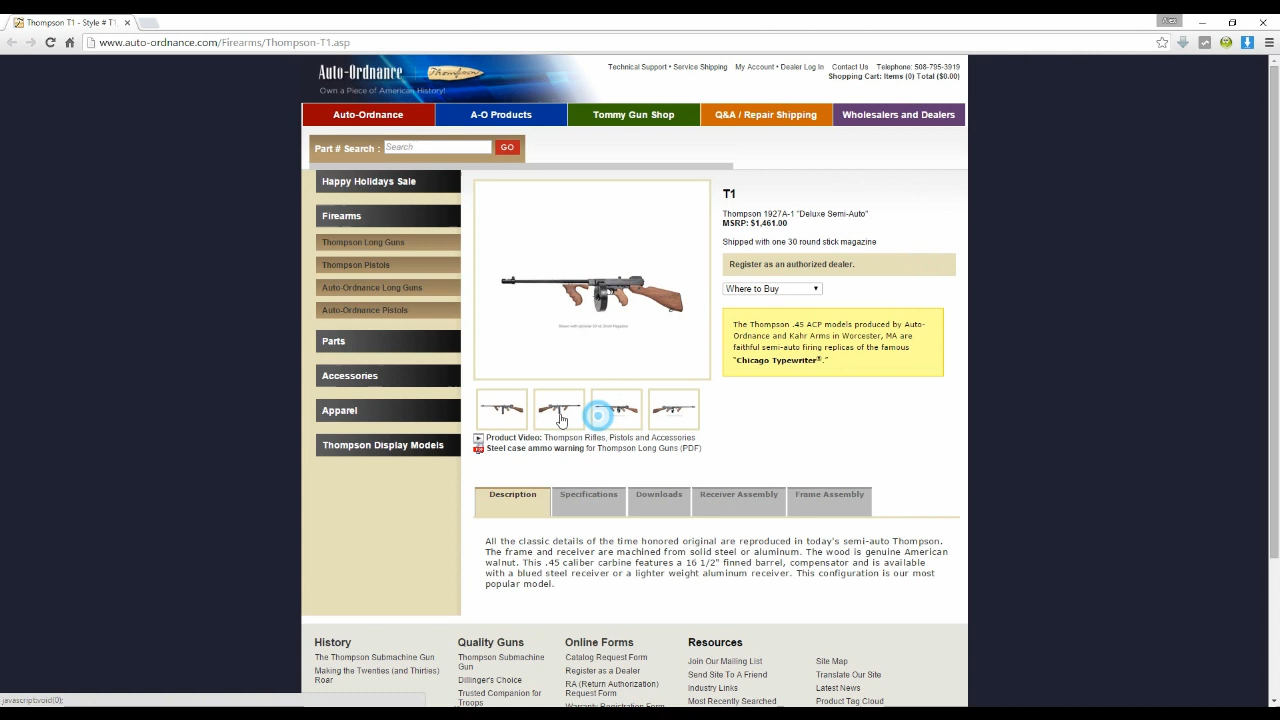 Thompson T1 - Style # T1
www.auto-ordnance.com/Firearms/Thompson-T1.asp
Auto-Ordnance Thompson
Own a Piece of American History!
Technical Support • Service Shipping My Account • Dealer Log In Contact Us Telephone: 508-795-3919
Shopping Cart: Items (0) Total ($0.00)
Auto-Ordnance A-O Products Tommy Gun Shop Q&A / Repair Shipping Wholesalers and Dealers
Part # Search : Search GO
Happy Holidays Sale
Firearms
Thompson Long Guns
Thompson Pistols
Auto-Ordnance Long Guns
Auto-Ordnance Pistols
Parts
Accessories
Apparel
Thompson Display Models
T1
Thompson 1927A-1 "Deluxe Semi-Auto"
MSRP: $1,461.00
Shipped with one 30 round stick magazine
Register as an authorized dealer.
Where to Buy
The Thompson .45 ACP models produced by Auto-
Ordnance and Kahr Arms in Worcester, MA are
faithful semi-auto firing replicas of the famous
"Chicago Typewriter®."
Product Video: Thompson Rifles, Pistols and Accessories
Steel case ammo warning for Thompson Long Guns (PDF)
Description Specifications Downloads Receiver Assembly Frame Assembly
All the classic details of the time honored original are reproduced in today's semi-auto Thompson.
The frame and receiver are machined from solid steel or aluminum. The wood is genuine American
walnut. This .45 caliber carbine features a 16 1/2" finned barrel, compensator and is available
with a blued steel receiver or a lighter weight aluminum receiver. This configuration is our most
popular model.
History
The Thompson Submachine Gun
Making the Twenties (and Thirties)
Roar
Quality Guns
Thompson Submachine
Gun
Dillinger's Choice
Trusted Companion for
Troops
Online Forms
Catalog Request Form
Register as a Dealer
RA (Return Authorization)
Request Form
Warranty Registration Form
Resources
Join Our Mailing List
Send Site To A Friend
Industry Links
Most Recently Searched
Site Map
Translate Our Site
Latest News
Product Tag Cloud
javascript:void(0);